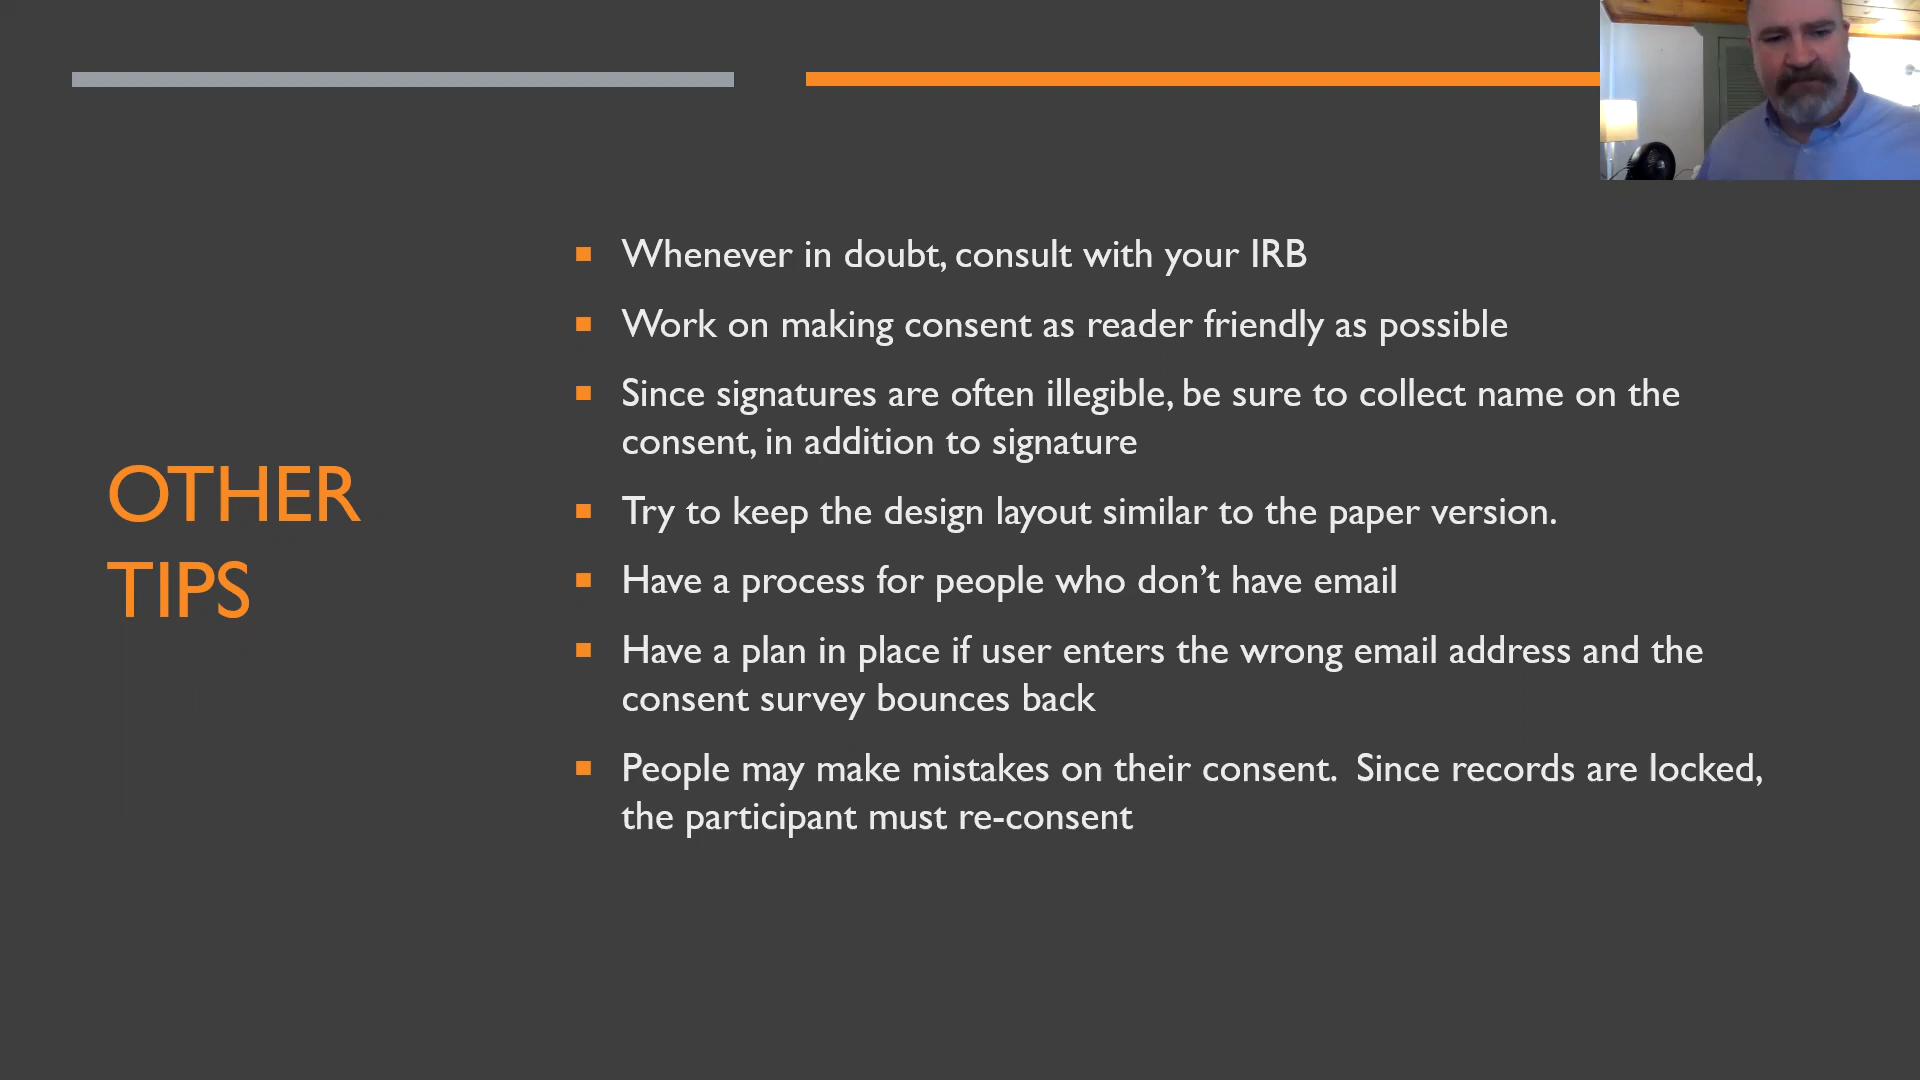 OTHER
TIPS
Whenever in doubt, consult with your IRB
Work on making consent as reader friendly as possible
Since signatures are often illegible, be sure to collect name on the
consent, in addition to signature
Try to keep the design layout similar to the paper version.
Have a process for people who don’t have email
Have a plan in place if user enters the wrong email address and the
consent survey bounces back
People may make mistakes on their consent.  Since records are locked,
the participant must re-consent